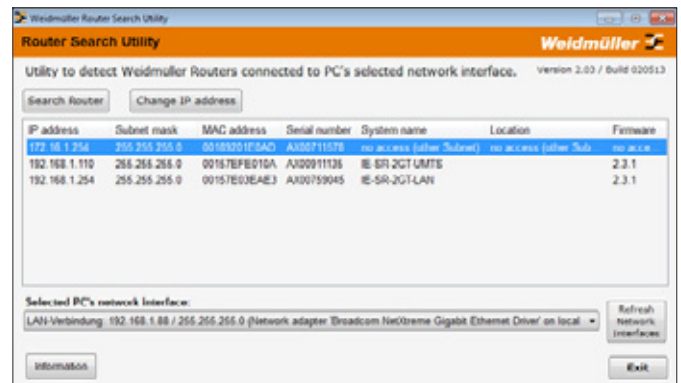 Weidmüller Router Search Utility
Router Search Utility Weidmüller
Utility to detect Weidmuller Routers connected to PC's selected network interface. Version 2.03 / Build 020513
Search Router Change IP address
IP address Subnet mask MAC address Serial number System name Location Firmware
172.16.1.254 255.255.255.0 00189201E0AD AX00711578 no access (other Subnet) no access (other Sub... no acce
192.168.1.110 255.255.255.0 00157EFE010A AX00911136 IE-SR-2GT-UMTS 2.3.1
192.168.1.254 255.255.255.0 00157E03EAE3 AX00759045 IE-SR-2GT-LAN 2.3.1
Selected PC's network Interface:
LAN-Verbindung: 192.168.1.88 / 255.255.255.0 (Network adapter 'Broadcom NetXtreme Gigabit Ethernet Driver' on local Refresh
Network
Interfaces
Information Exit